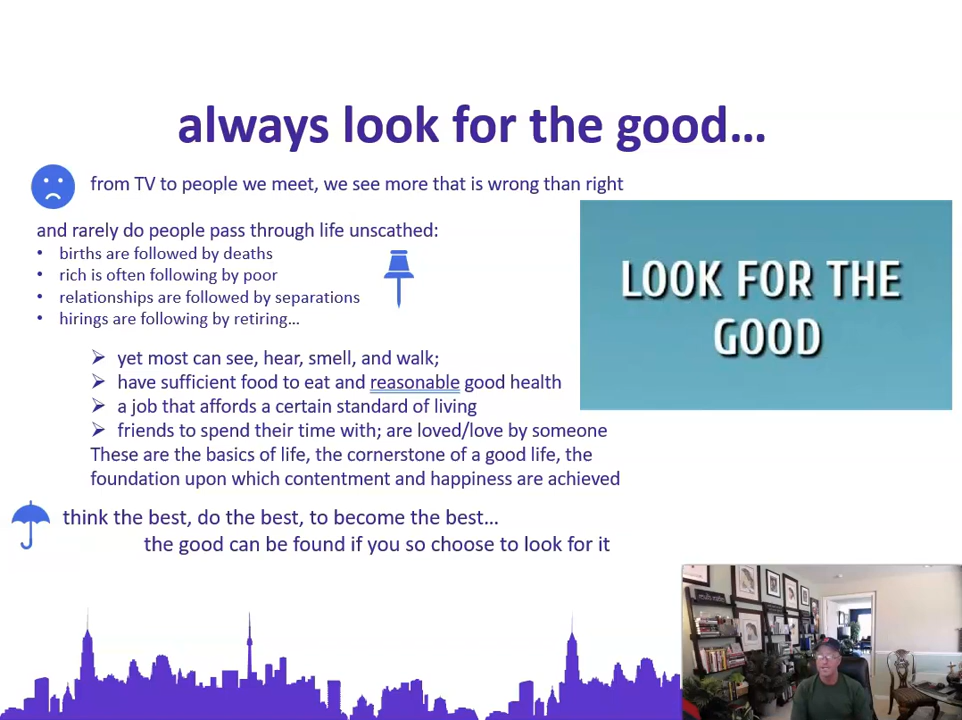 always look for the good...
from TV to people we meet, we see more that is wrong than right
and rarely do people pass through life unscathed:
• births are followed by deaths
• rich is often following by poor
• relationships are followed by separations
• hirings are following by retiring...
LOOK FOR THE
GOOD
➢ yet most can see, hear, smell, and walk;
➢ have sufficient food to eat and reasonable good health
➢ a job that affords a certain standard of living
➢ friends to spend their time with; are loved/love by someone
These are the basics of life, the cornerstone of a good life, the
foundation upon which contentment and happiness are achieved
think the best, do the best, to become the best...
the good can be found if you so choose to look for it
results matter